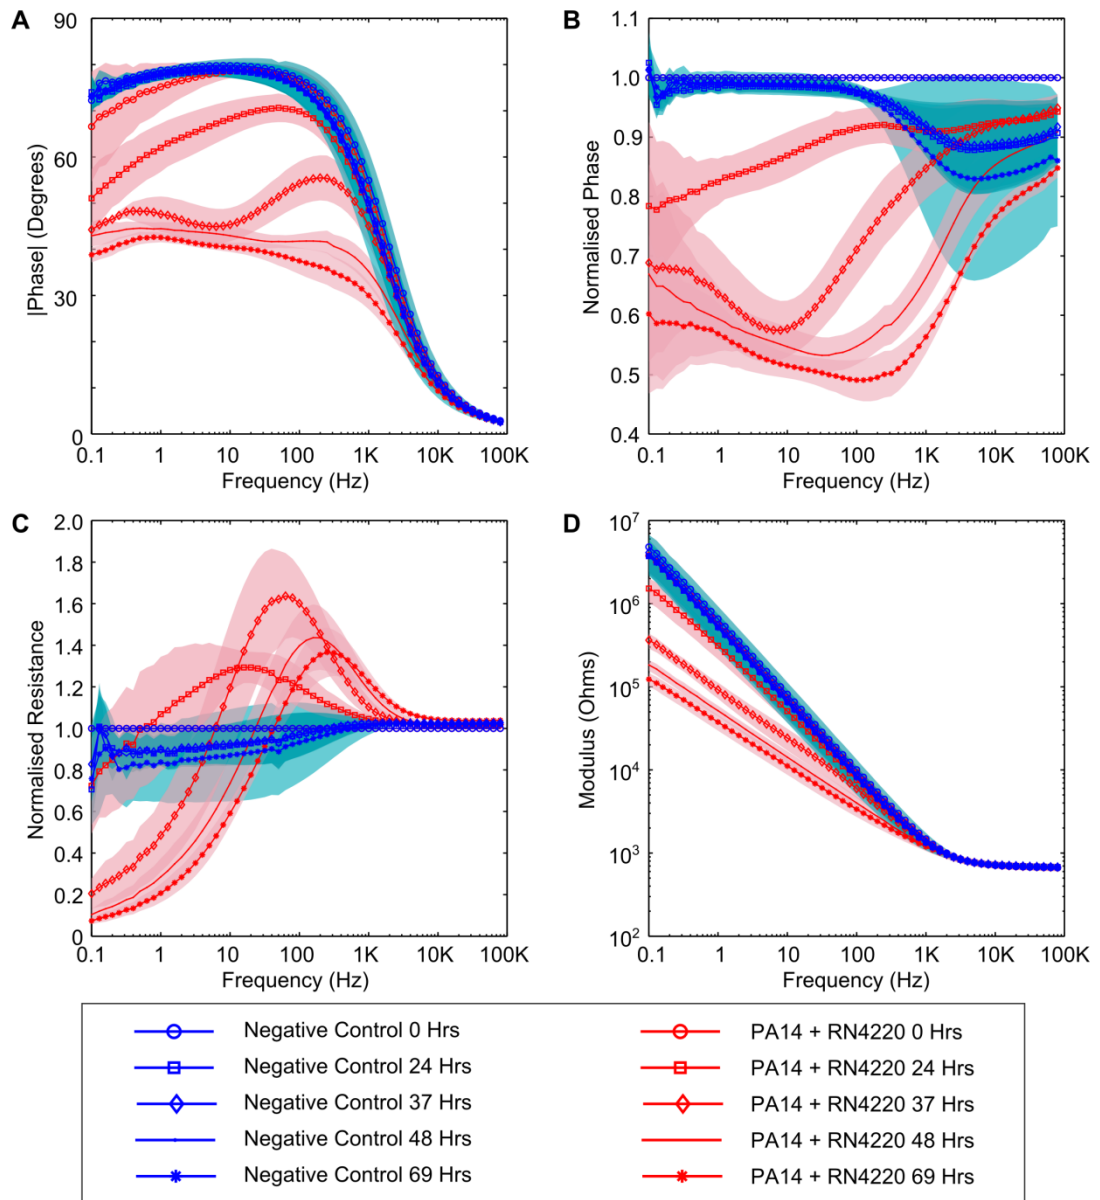 A
90
60
30
0
|Phase| (Degrees)
0.1 1 10 100 1K 10K 100K
Frequency (Hz)
B
1.1
1.0
0.9
0.8
0.7
0.6
0.5
0.4
Normalised Phase
0.1 1 10 100 1K 10K 100K
Frequency (Hz)
C
2.0
1.8
1.6
1.4
1.2
1.0
0.8
0.6
0.4
0.2
0
Normalised Resistance
0.1 1 10 100 1K 10K 100K
Frequency (Hz)
D
10⁷
10⁶
10⁵
10⁴
10³
10²
Modulus (Ohms)
0.1 1 10 100 1K 10K 100K
Frequency (Hz)
Negative Control 0 Hrs
Negative Control 24 Hrs
Negative Control 37 Hrs
Negative Control 48 Hrs
Negative Control 69 Hrs
PA14 + RN4220 0 Hrs
PA14 + RN4220 24 Hrs
PA14 + RN4220 37 Hrs
PA14 + RN4220 48 Hrs
PA14 + RN4220 69 Hrs